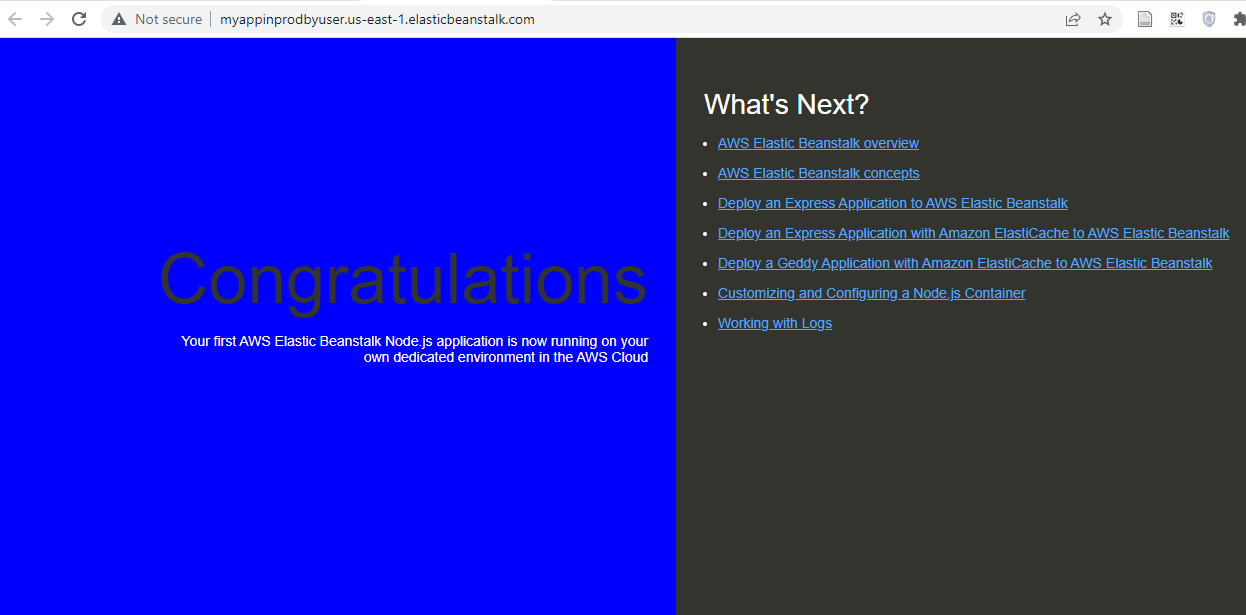 Not secure
myappinprodbyuser.us-east-1.elasticbeanstalk.com
Congratulations
Your first AWS Elastic Beanstalk Node.js application is now running on your
own dedicated environment in the AWS Cloud
What's Next?
AWS Elastic Beanstalk overview
AWS Elastic Beanstalk concepts
Deploy an Express Application to AWS Elastic Beanstalk
Deploy an Express Application with Amazon ElastiCache to AWS Elastic Beanstalk
Deploy a Geddy Application with Amazon ElastiCache to AWS Elastic Beanstalk
Customizing and Configuring a Node.js Container
Working with Logs